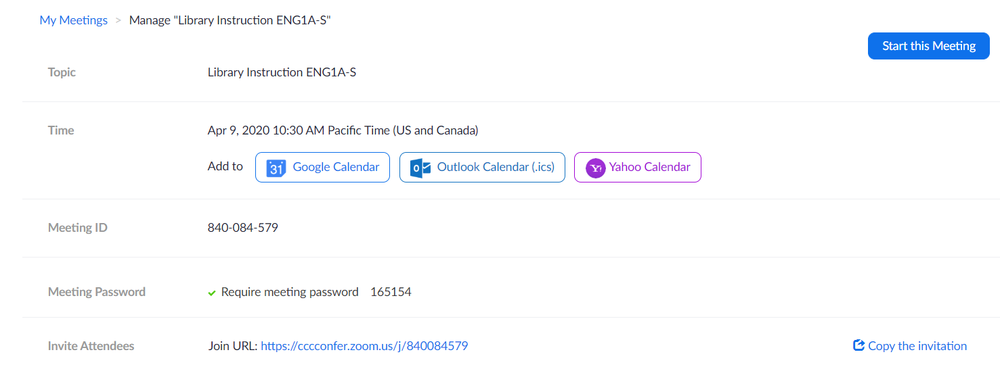 My Meetings > Manage "Library Instruction ENG1A-S"
Start this Meeting
Topic Library Instruction ENG1A-S
Time Apr 9, 2020 10:30 AM Pacific Time (US and Canada)
Add to 31 Google Calendar Outlook Calendar (.ics) Y! Yahoo Calendar
Meeting ID 840-084-579
Meeting Password Require meeting password 165154
Invite Attendees Join URL: https://cccconfer.zoom.us/j/840084579 Copy the invitation